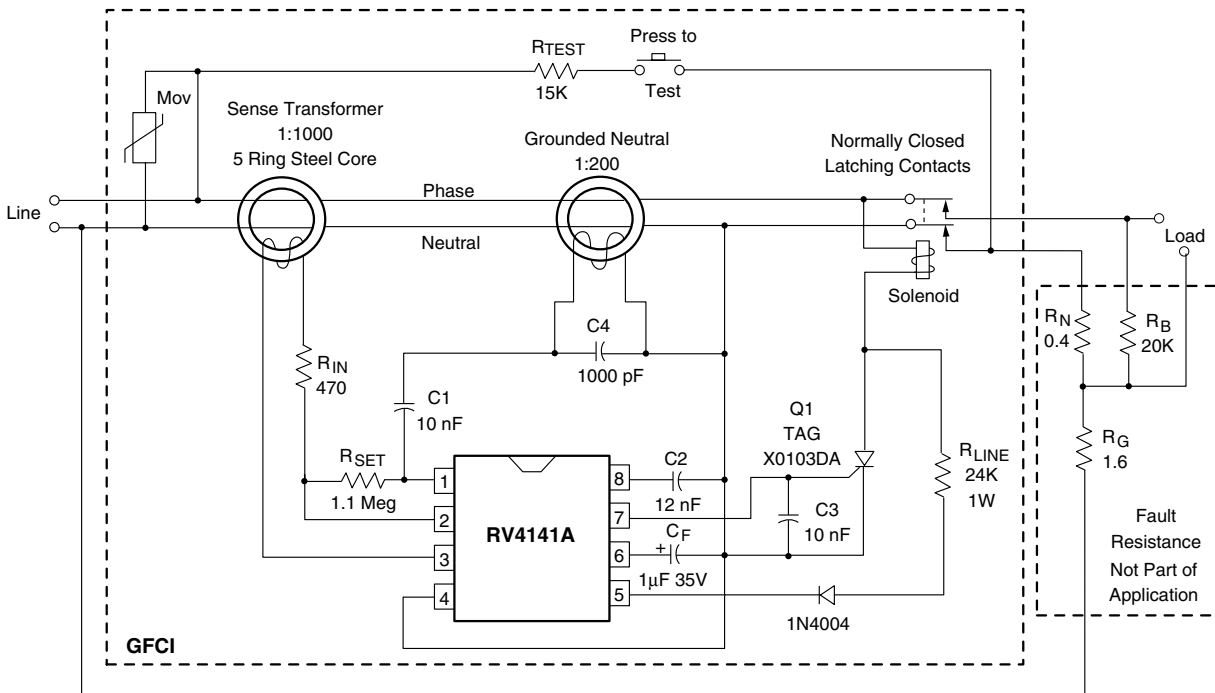 RTEST
15K
Press to
Test
Mov
Sense Transformer
1:1000
5 Ring Steel Core
Grounded Neutral
1:200
Normally Closed
Latching Contacts
Line
Phase
Neutral
Load
Solenoid
RIN
470
C4
1000 pF
RN
0.4
RB
20K
C1
10 nF
Q1
TAG
X0103DA
RSET
1.1 Meg
C2
12 nF
RLINE
24K
1W
RG
1.6
1
2
3
4
RV4141A
8
7
6
5
C3
10 nF
CF
+
1µF 35V
1N4004
Fault
Resistance
Not Part of
Application
GFCI